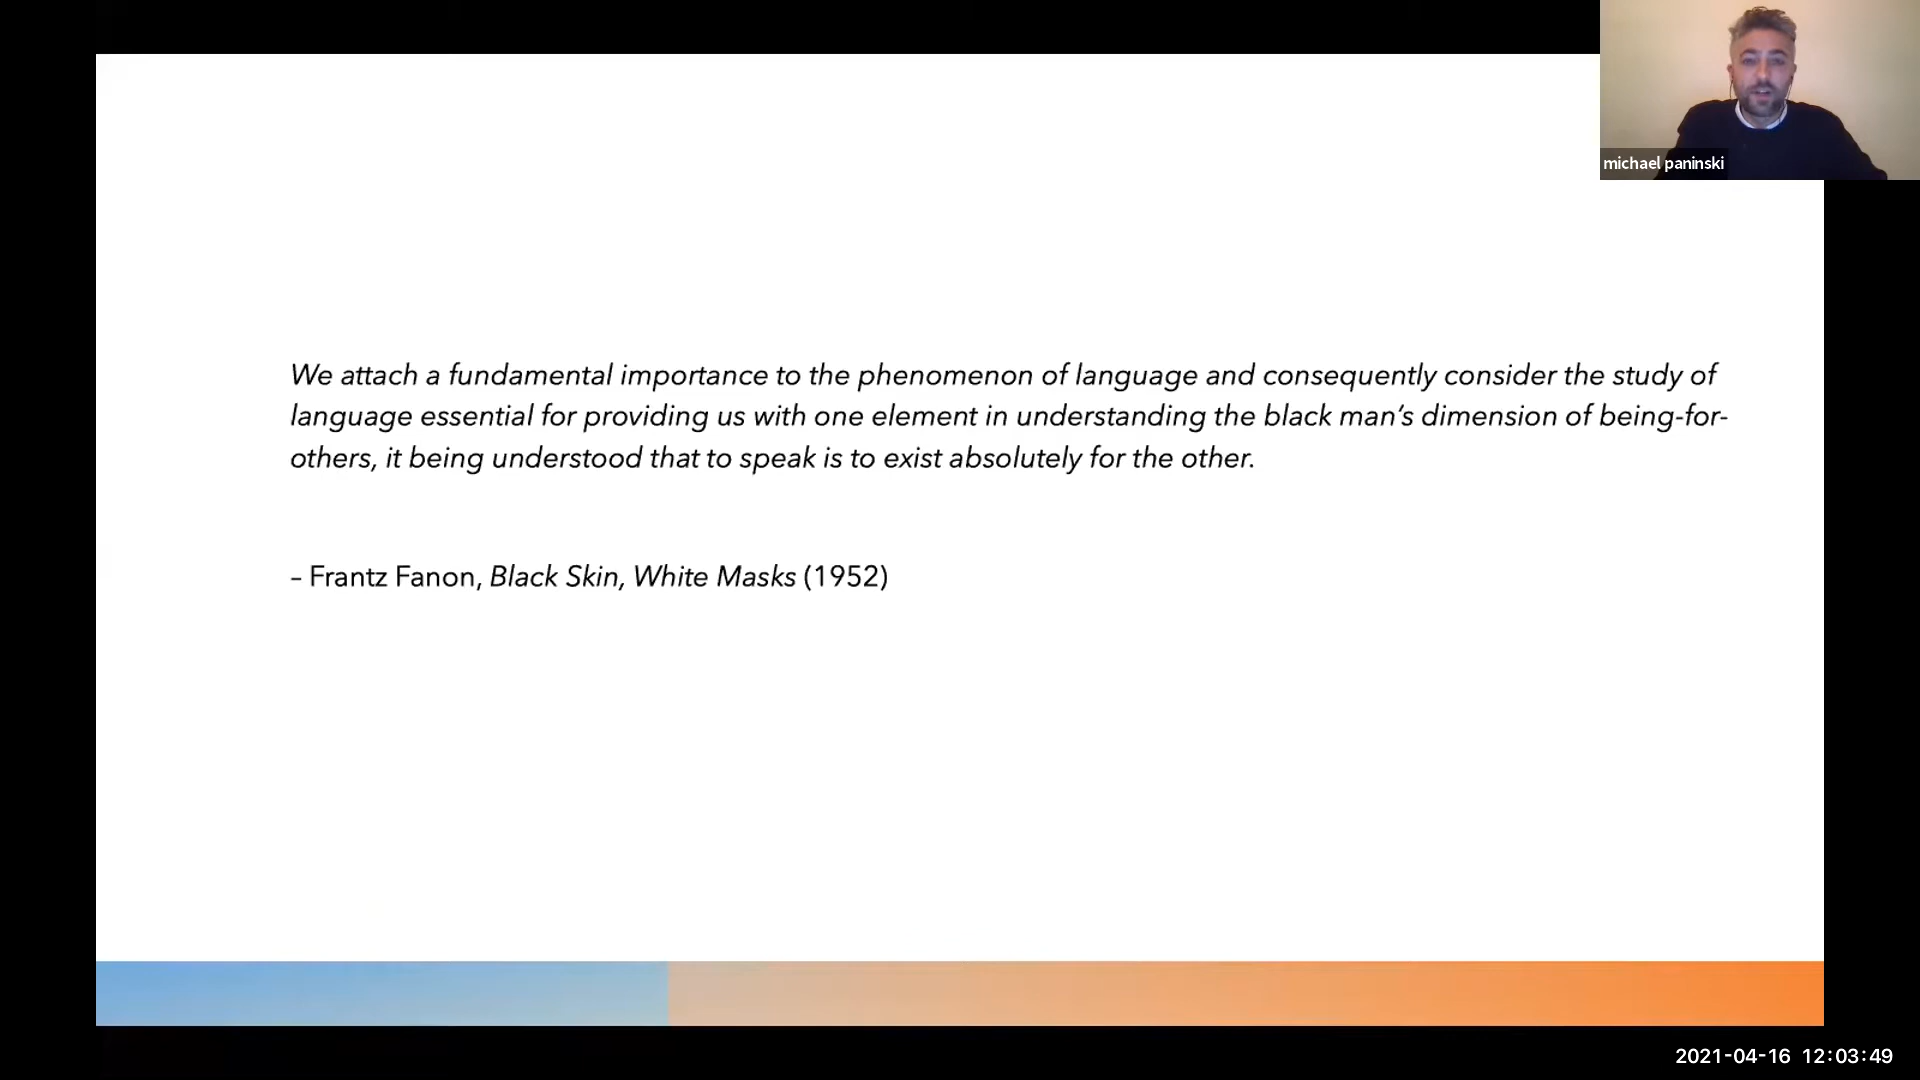 michael paninski
We attach a fundamental importance to the phenomenon of language and consequently consider the study of
language essential for providing us with one element in understanding the black man’s dimension of being-for-
others, it being understood that to speak is to exist absolutely for the other.
– Frantz Fanon, Black Skin, White Masks (1952)
2021-04-16 12:03:49